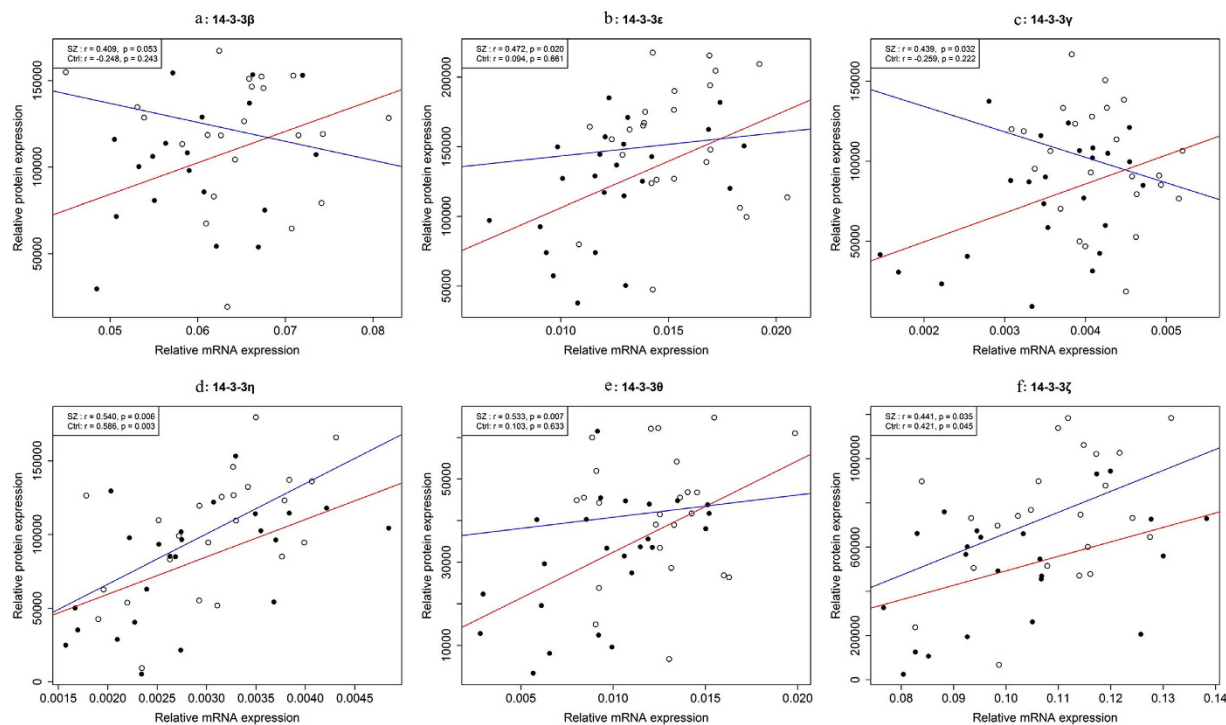 a: 14-3-3β
SZ : r = 0.409, p = 0.053
Ctrl: r = -0.248, p = 0.243
Relative protein expression
50000 100000 150000
0.05 0.06 0.07 0.08
Relative mRNA expression
b: 14-3-3ε
SZ : r = 0.472, p = 0.020
Ctrl: r = 0.094, p = 0.661
Relative protein expression
50000 100000 150000 200000
0.010 0.015 0.020
Relative mRNA expression
c: 14-3-3γ
SZ : r = 0.439, p = 0.032
Ctrl: r = -0.259, p = 0.222
Relative protein expression
50000 100000 150000
0.002 0.003 0.004 0.005
Relative mRNA expression
d: 14-3-3η
SZ : r = 0.540, p = 0.006
Ctrl: r = 0.586, p = 0.003
Relative protein expression
0 50000 100000 150000
0.0015 0.0020 0.0025 0.0030 0.0035 0.0040 0.0045
Relative mRNA expression
e: 14-3-3θ
SZ : r = 0.533, p = 0.007
Ctrl: r = 0.103, p = 0.633
Relative protein expression
10000 30000 50000
0.005 0.010 0.015 0.020
Relative mRNA expression
f: 14-3-3ζ
SZ : r = 0.441, p = 0.035
Ctrl: r = 0.421, p = 0.045
Relative protein expression
0 200000 600000 1000000
0.08 0.09 0.10 0.11 0.12 0.13 0.14
Relative mRNA expression